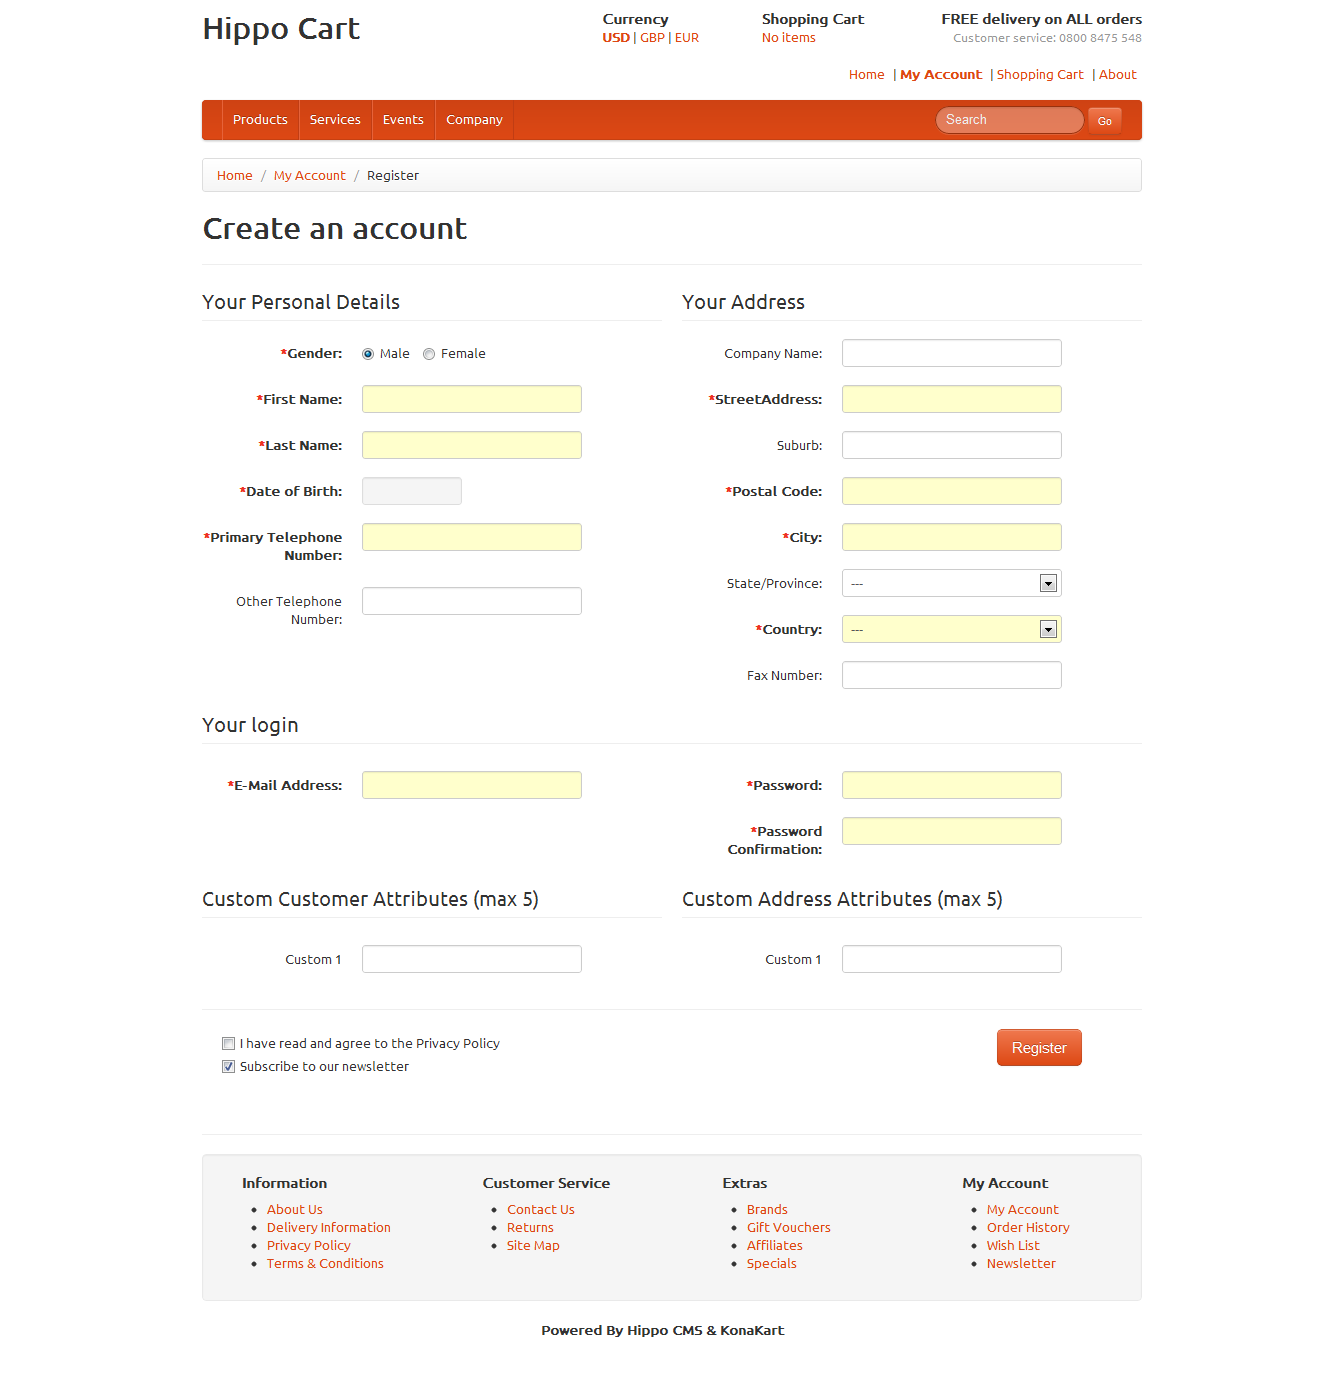 Hippo Cart
Currency
USD | GBP | EUR
Shopping Cart
No items
FREE delivery on ALL orders
Customer service: 0800 8475 548
Home | My Account | Shopping Cart | About
Products Services Events Company Search Go
Home / My Account / Register
Create an account
Your Personal Details
*Gender: Male Female
*First Name:
*Last Name:
*Date of Birth:
*Primary Telephone
Number:
Other Telephone
Number:
Your Address
Company Name:
*StreetAddress:
Suburb:
*Postal Code:
*City:
State/Province: ---
*Country: ---
Fax Number:
Your login
*E-Mail Address:
*Password:
*Password
Confirmation:
Custom Customer Attributes (max 5)
Custom 1
Custom Address Attributes (max 5)
Custom 1
I have read and agree to the Privacy Policy
Subscribe to our newsletter
Register
Information
About Us
Delivery Information
Privacy Policy
Terms & Conditions
Customer Service
Contact Us
Returns
Site Map
Extras
Brands
Gift Vouchers
Affiliates
Specials
My Account
My Account
Order History
Wish List
Newsletter
Powered By Hippo CMS & KonaKart